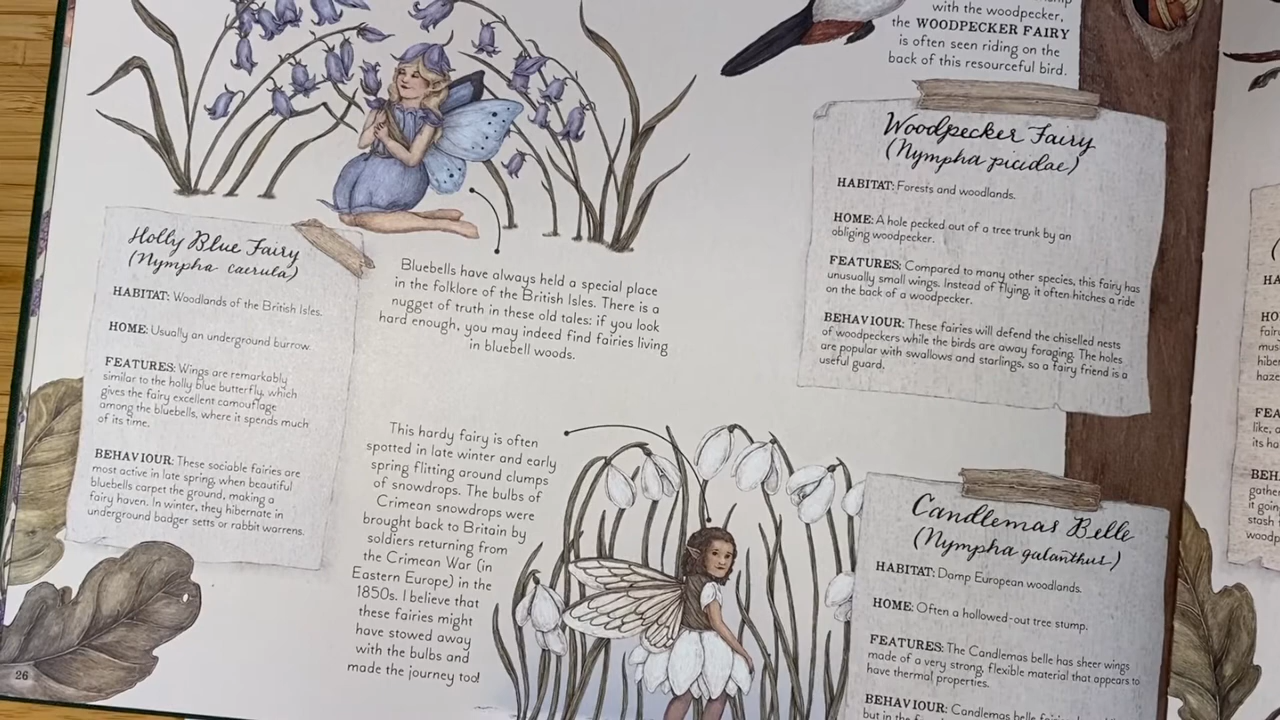 with the woodpecker,
the WOODPECKER FAIRY
is often seen riding on the
back of this resourceful bird.
Woodpecker Fairy
(Nympha picidae)
HABITAT: Forests and woodlands.
HOME: A hole pecked out of a tree trunk by an
obliging woodpecker.
FEATURES: Compared to many other species, this fairy has
unusually small wings. Instead of flying, it often hitches a ride
on the back of a woodpecker.
BEHAVIOUR: These fairies will defend the chiselled nests
of woodpeckers while the birds are away foraging. The holes
are popular with swallows and starlings, so a fairy friend is a
useful guard.
Holly Blue Fairy
(Nympha caerula)
HABITAT: Woodlands of the British Isles.
HOME: Usually an underground burrow
FEATURES: Wings are remarkably
similar to the holly blue butterfly, which
gives the fairy excellent camouflage
among the bluebells, where it spends much
of its time.
BEHAVIOUR: These sociable fairies are
most active in late spring, when beautiful
bluebells carpet the ground, making a
fairy haven. In winter, they hibernate in
underground badger setts or rabbit warrens.
Bluebells have always held a special place
in the folklore of the British Isles. There is a
nugget of truth in these old tales: if you look
hard enough, you may indeed find fairies living
in bluebell woods.
This hardy fairy is often
spotted in late winter and early
spring flitting around clumps
of snowdrops. The bulbs of
Crimean snowdrops were
brought back to Britain by
soldiers returning from
the Crimean War (in
Eastern Europe) in the
1850s. I believe that
these fairies might
have stowed away
with the bulbs and
made the journey too!
Candlemas Belle
(Nympha galanthus)
HABITAT: Damp European woodlands.
HOME: Often a hollowed-out tree stump.
FEATURES: The Candlemas belle has sheer wings
made of a very strong, flexible material that appears to
have thermal properties.
BEHAVIOUR: Candlemas belle
but in the
26